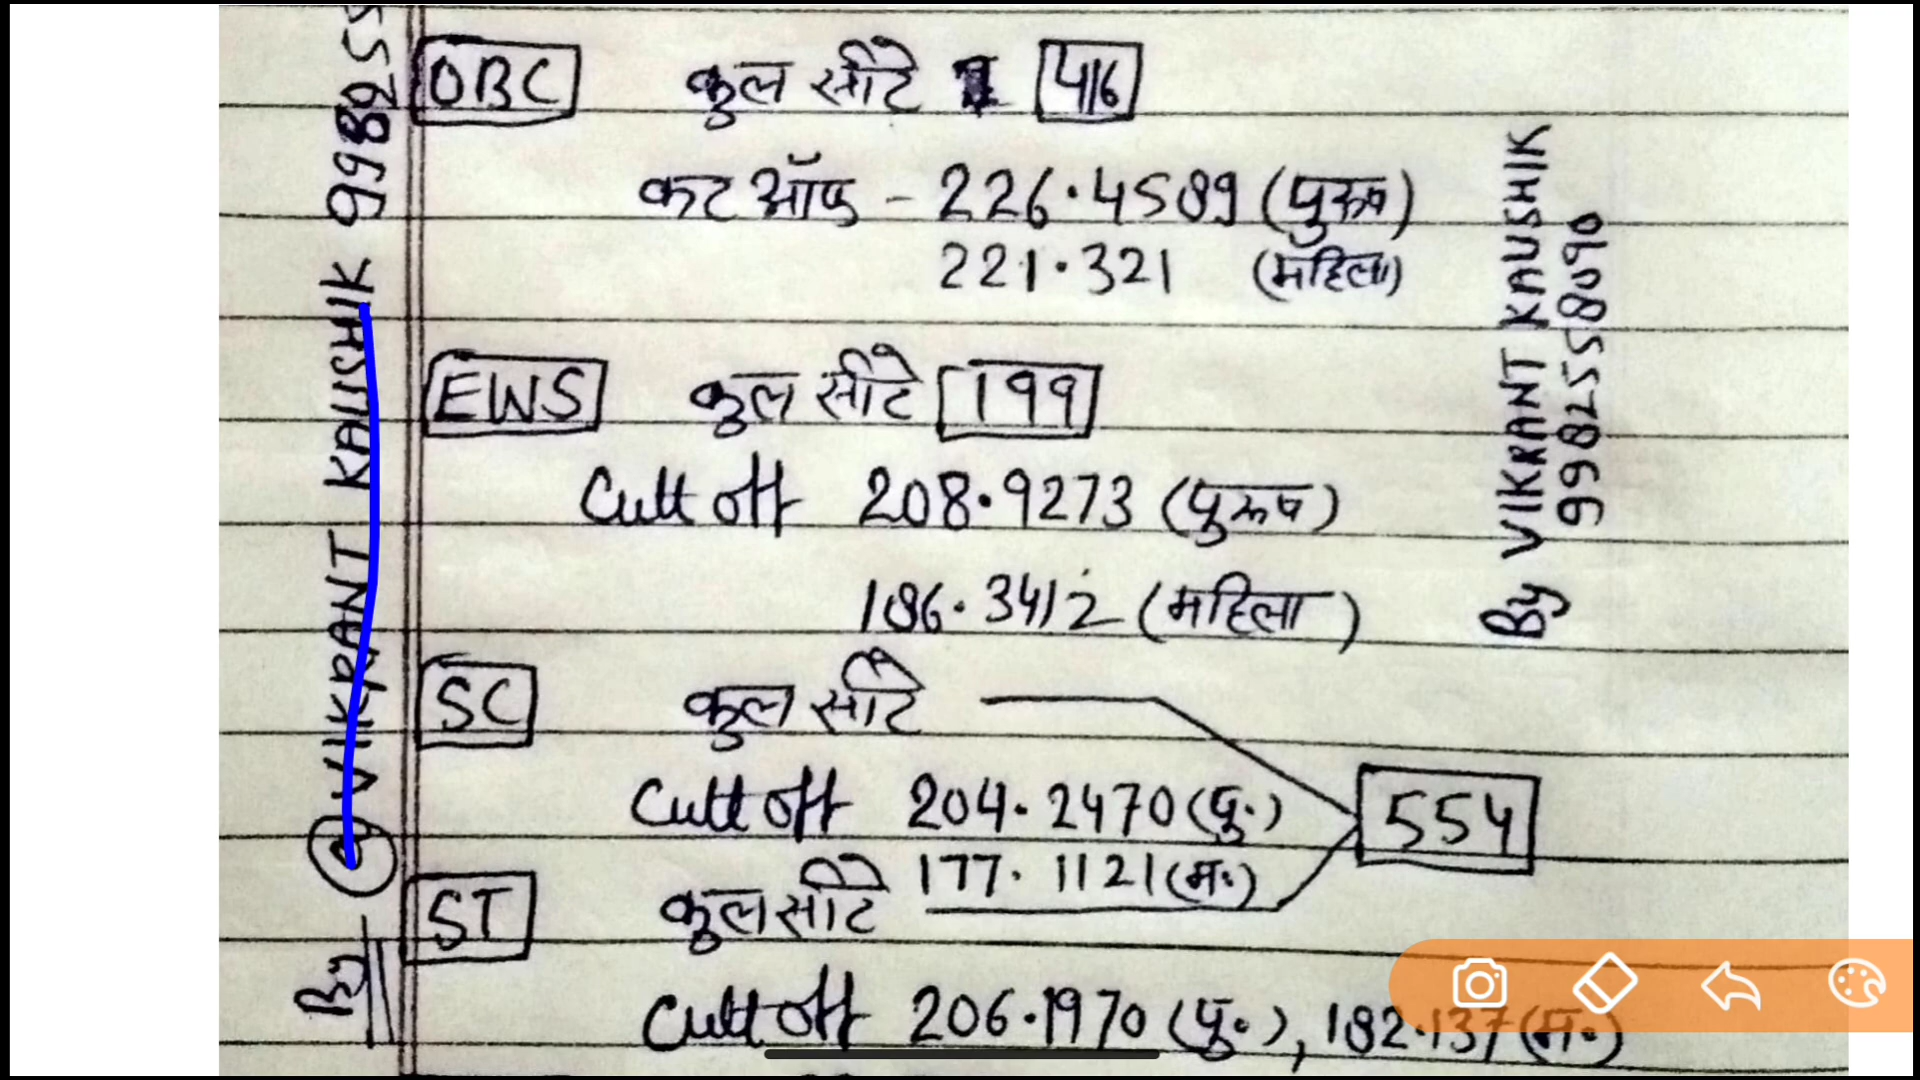 OBC कुल सीटे 416
कट ऑफ - 226.4589 (पुरूष)
221.321 (महिला)
EWS कुल सीटे 199
Cutt off 208.9273 (पुरूष)
186.3412 (महिला)
SC कुल सीटे
Cutt off 204.2470 (पु.)
177.1121 (म.)
554
ST कुल सीटे
Cutt off 206.1970 (पु.), 182.137 (म.)
By VIKRANT KAUSHIK 998255
By VIKRANT KAUSHIK
9982558090